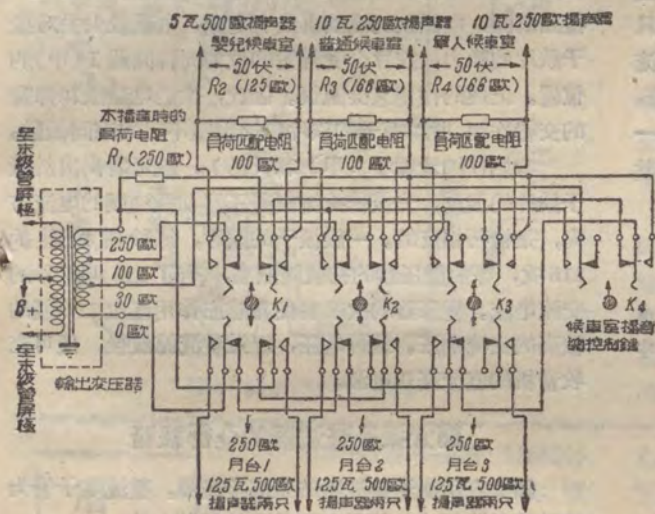 5瓦500歐揚声器 10瓦250歐揚声器 10瓦250歐揚声器
嬰兒候車室 普通候車室 軍人候車室
50伏 50伏 50伏
R2 (125歐) R3 (166歐) R4 (166歐)
負荷匹配电阻 負荷匹配电阻 負荷匹配电阻
100歐 100歐 100歐
不播音時的
負荷电阻
R1 (250歐)
至末級管屏極
B+
至末級管屏極
250歐
100歐
30歐
0歐
輸出变压器
K1 K2 K3 K4
候車室播音
總控制鍵
250歐 250歐 250歐
月台1 月台2 月台3
12.5瓦500歐 12.5瓦500歐 12.5瓦500歐
揚声器兩只 揚声器兩只 揚声器兩只